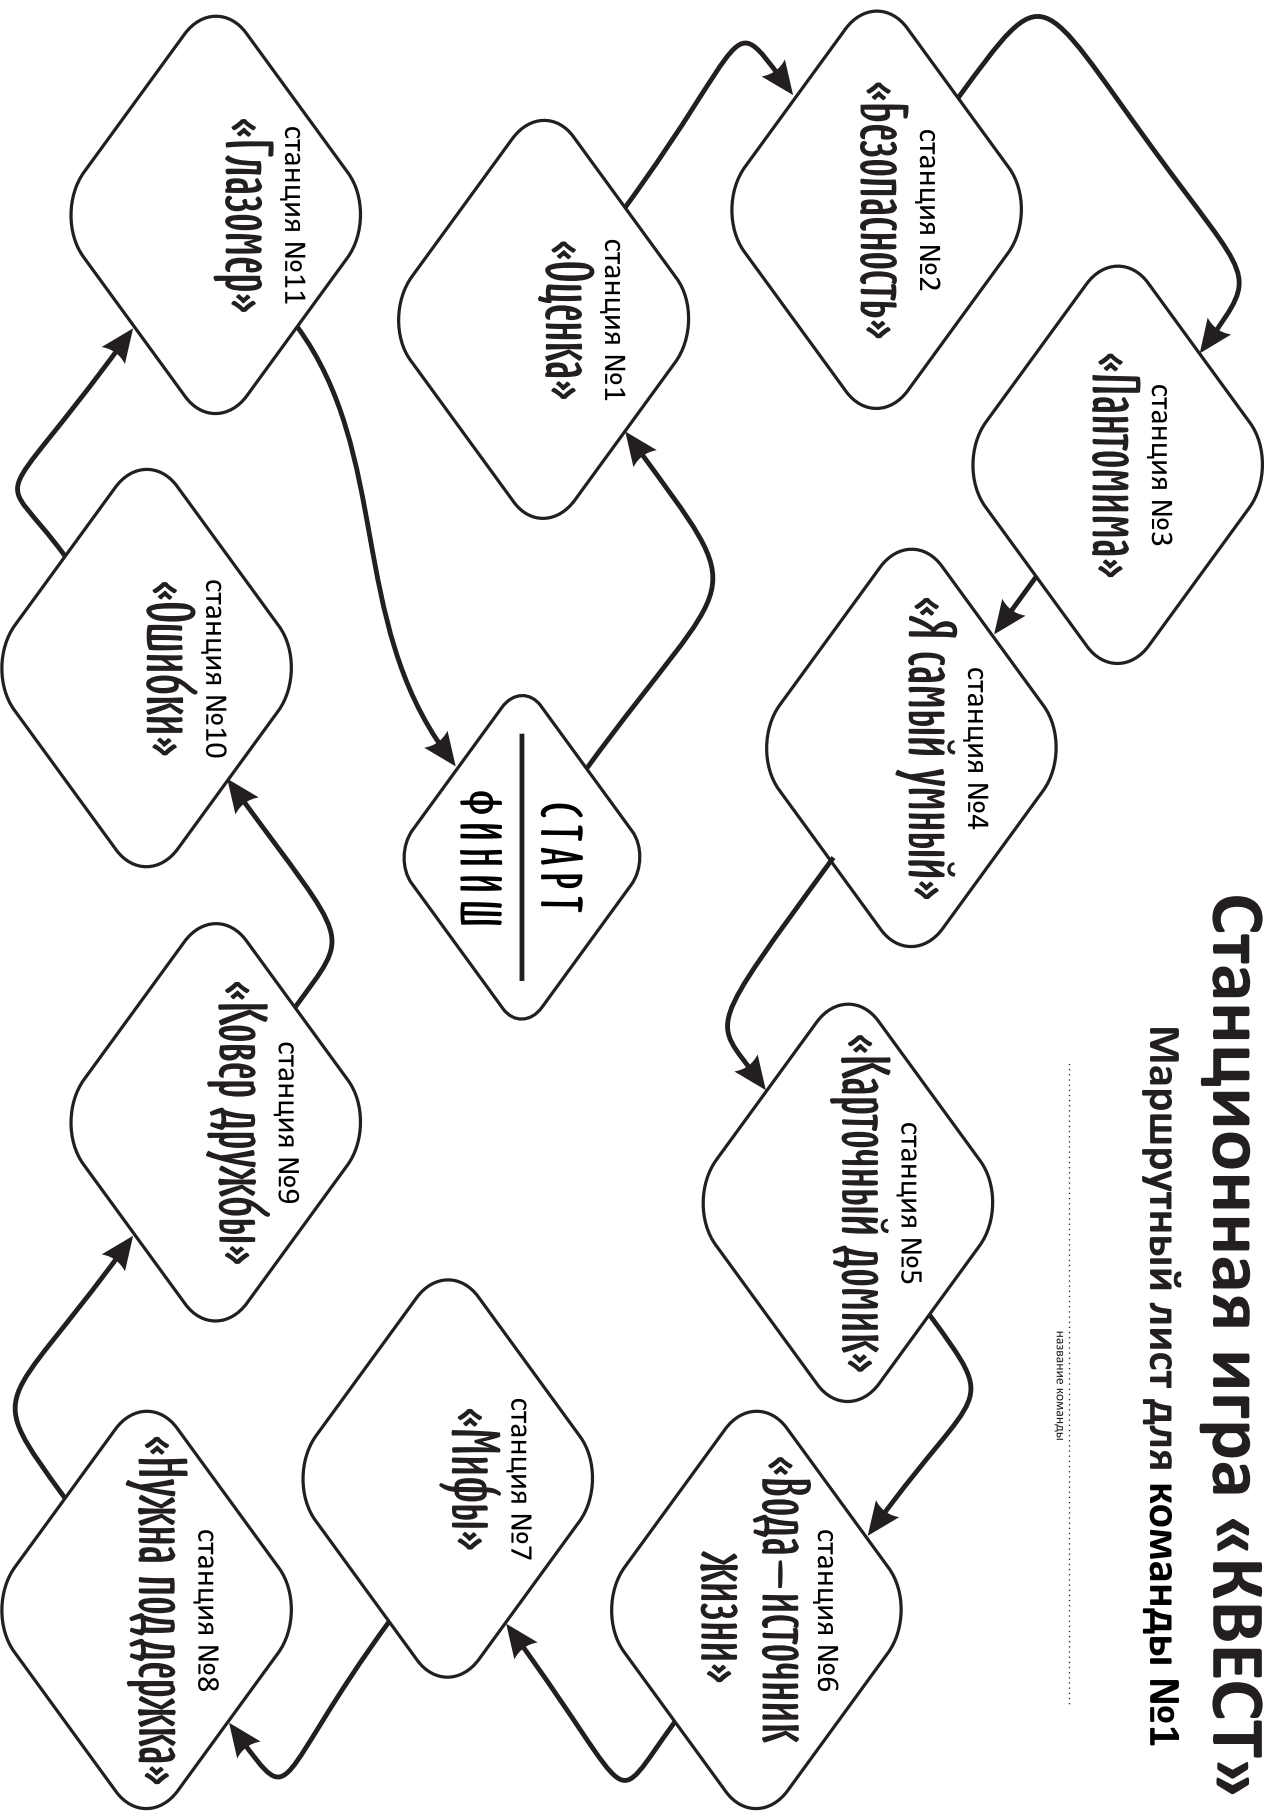 Станционная игра «КВЕСТ»
Маршрутный лист для команды №1
название команды
СТАРТ
ФИНИШ
станция №1
«Оценка»
станция №2
«Безопасность»
станция №3
«Пантомима»
станция №4
«Я самый умный»
станция №5
«Карточный домик»
станция №6
«Вода – источник
жизни»
станция №7
«Мифы»
станция №8
«Нужна поддержка»
станция №9
«Ковер дружбы»
станция №10
«Ошибки»
станция №11
«Глазомер»